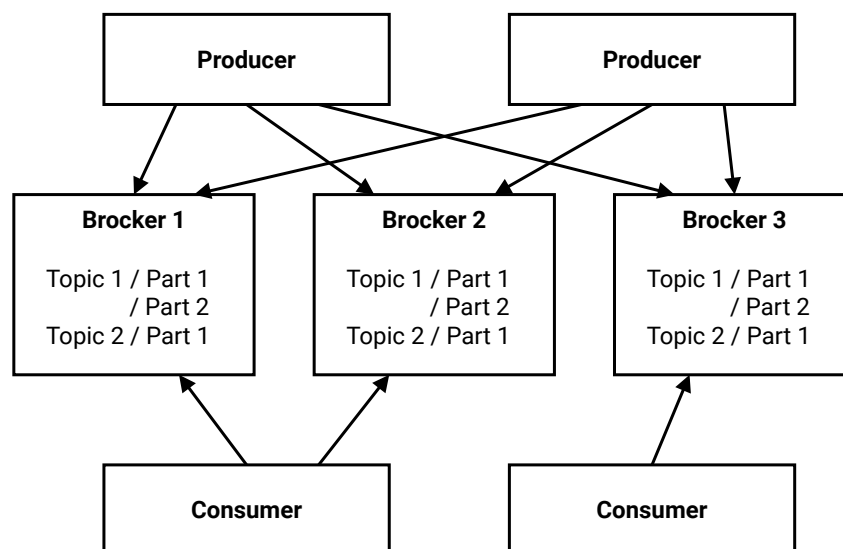 Producer
Producer
Brocker 1
Topic 1 / Part 1
/ Part 2
Topic 2 / Part 1
Brocker 2
Topic 1 / Part 1
/ Part 2
Topic 2 / Part 1
Brocker 3
Topic 1 / Part 1
/ Part 2
Topic 2 / Part 1
Consumer
Consumer